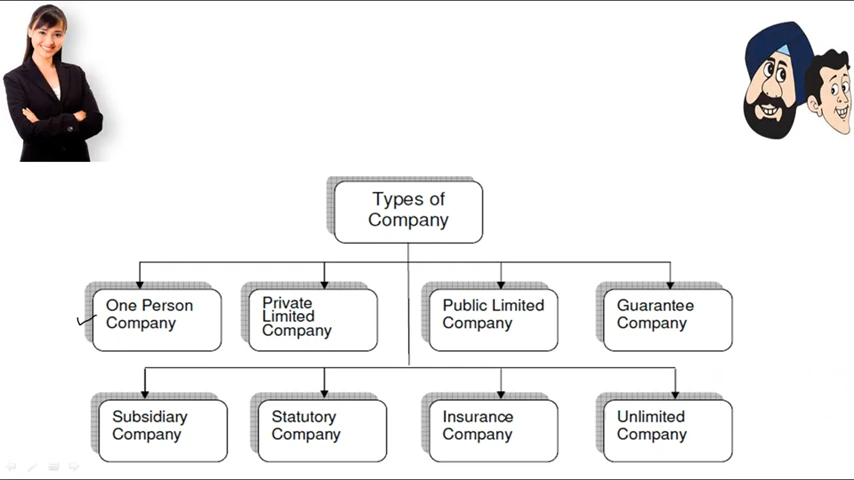 Types of
Company
One Person
Company
Private
Limited
Company
Public Limited
Company
Guarantee
Company
Subsidiary
Company
Statutory
Company
Insurance
Company
Unlimited
Company